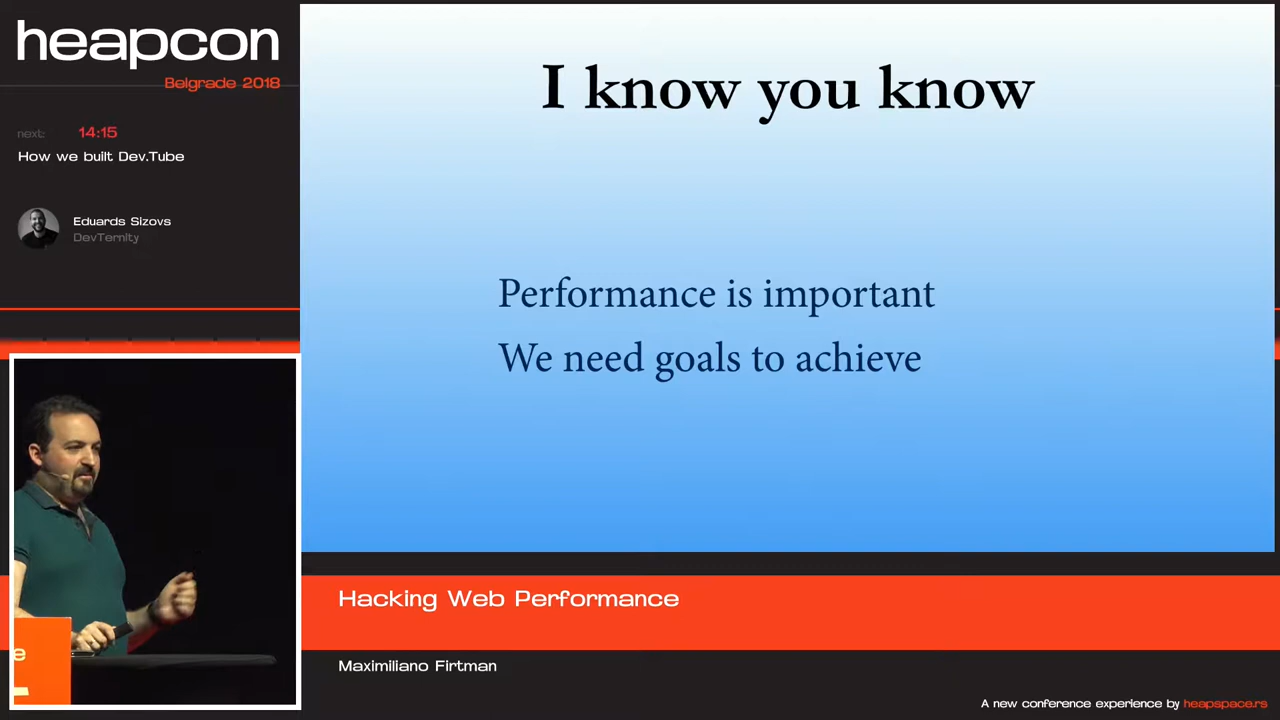 heapcon
Belgrade 2018
next: 14:15
How we built Dev.Tube
Eduards Sizovs
DevTernity
I know you know
Performance is important
We need goals to achieve
e
Hacking Web Performance
Maximiliano Firtman
A new conference experience by heapspace.rs